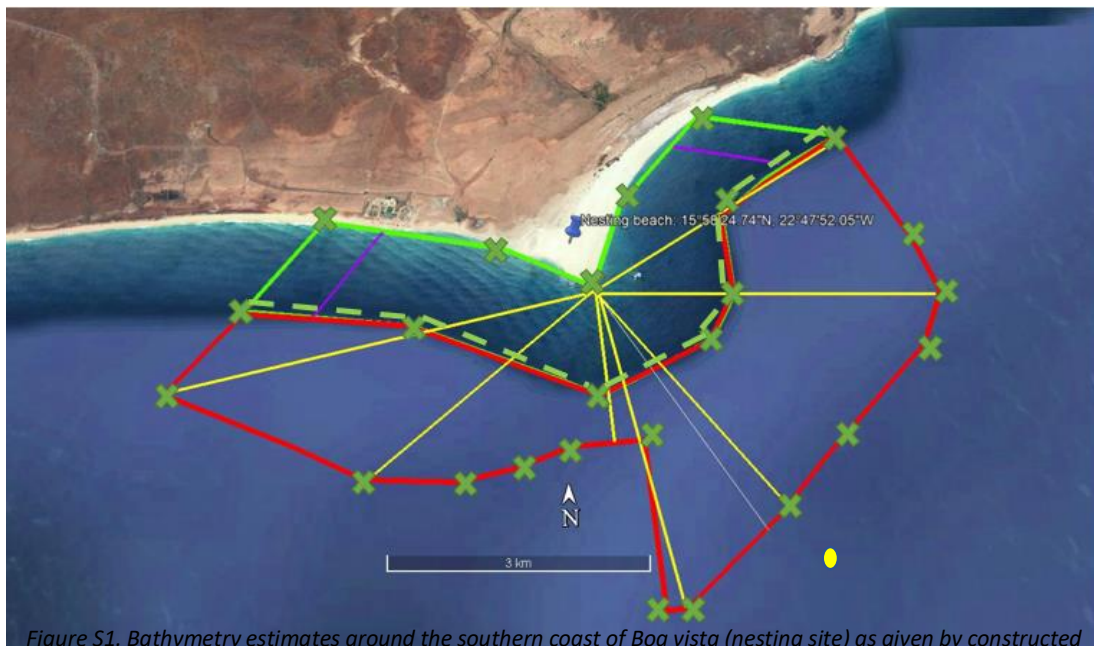 Nesting beach: 15°58'24.74"N, 22°47'52.05"W
N
3 km
Figure S1. Bathymetry estimates around the southern coast of Boa vista (nesting site) as given by constructed